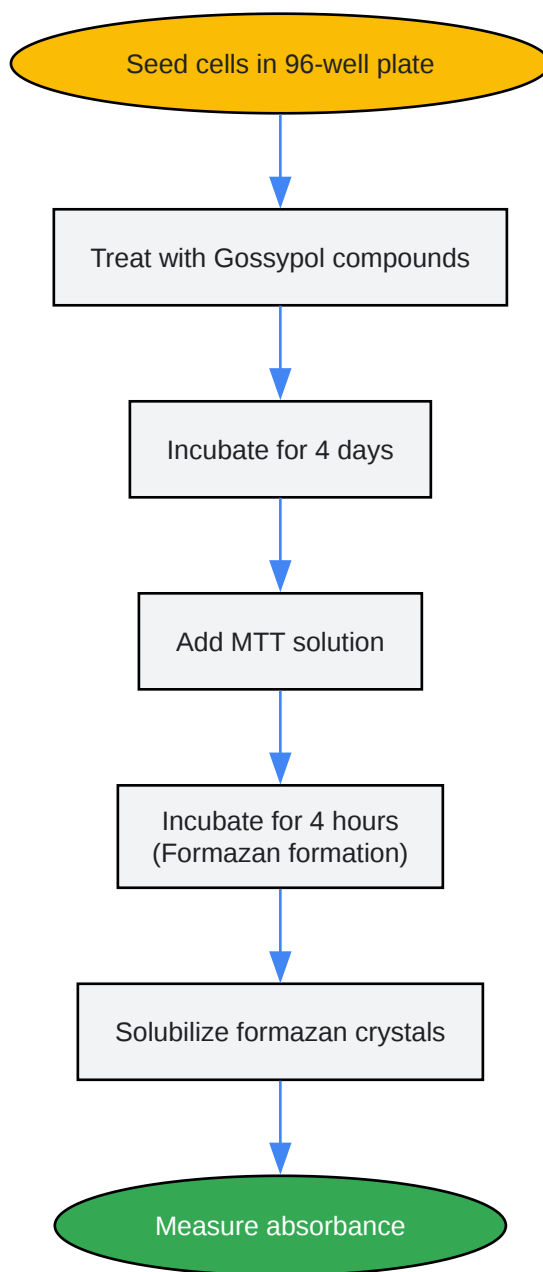 Seed cells in 96-well plate
Treat with Gossypol compounds
Incubate for 4 days
Add MTT solution
Incubate for 4 hours
(Formazan formation)
Solubilize formazan crystals
Measure absorbance